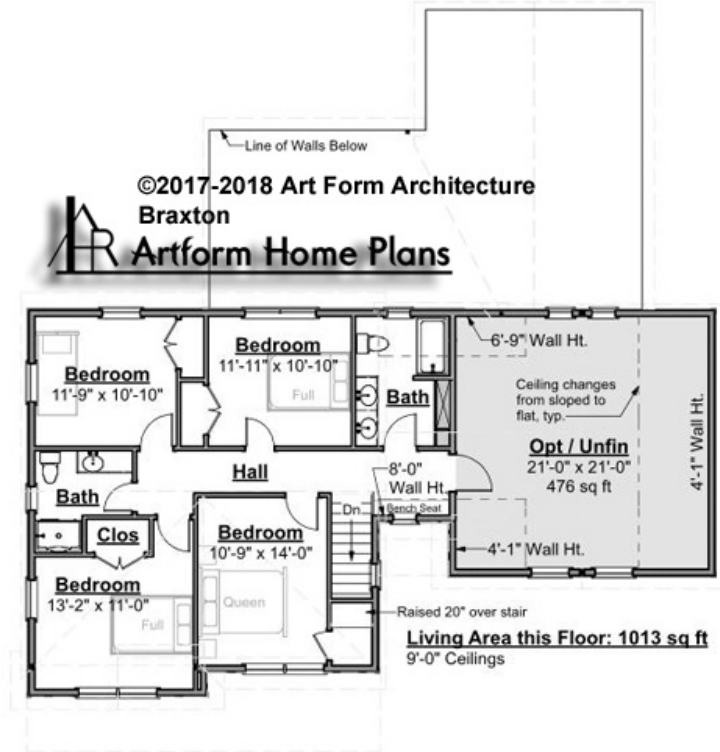 Line of Walls Below
©2017-2018 Art Form Architecture
Braxton
AFR
Artform Home Plans
Bedroom
11'-9" x 10'-10"
Bedroom
11'-11" x 10'-10"
Full
Bath
6'-9" Wall Ht.
Ceiling changes
from sloped to
flat, typ.
4'-1" Wall Ht.
Opt / Unfin
21'-0" x 21'-0"
476 sq ft
Hall
8'-0"
Wall Ht.
Bath
Clos
Bedroom
10'-9" x 14'-0"
Dn
Bench Seat
4'-1" Wall Ht.
Bedroom
13'-2" x 11'-0"
Full
Queen
Raised 20" over stair
Living Area this Floor: 1013 sq ft
9'-0" Ceilings